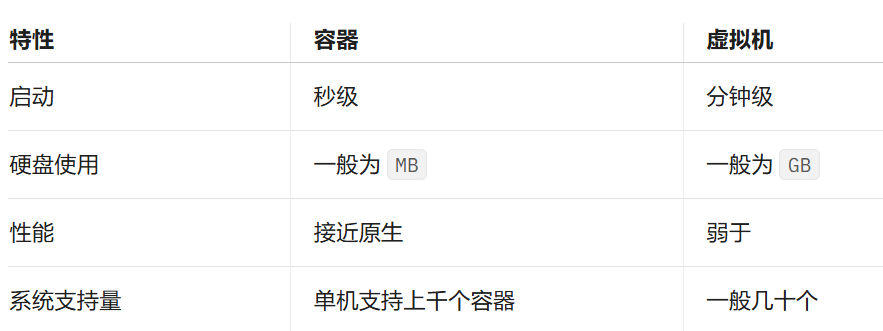 特性 容器 虚拟机
启动 秒级 分钟级
硬盘使用 一般为 MB 一般为 GB
性能 接近原生 弱于
系统支持量 单机支持上千个容器 一般几十个